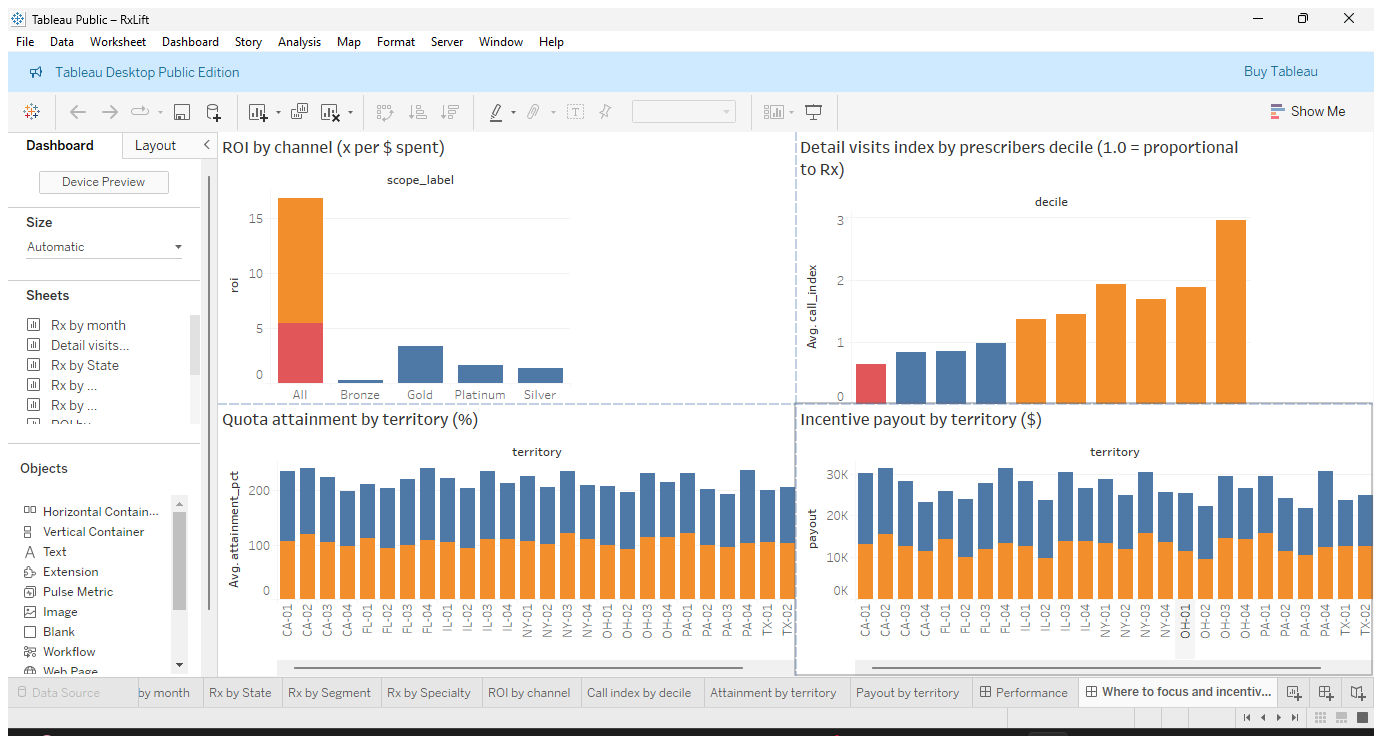 Tableau Public – RxLift
File Data Worksheet Dashboard Story Analysis Map Format Server Window Help
Tableau Desktop Public Edition
Buy Tableau
Show Me
Dashboard
Layout
Device Preview
Size
Automatic
Sheets
Rx by month
Detail visits...
Rx by State
Rx by ...
Rx by ...
Objects
Horizontal Contain...
Vertical Container
Text
Extension
Pulse Metric
Image
Blank
Workflow
Web Page
ROI by channel (x per $ spent)
scope_label
roi
15
10
5
0
All Bronze Gold Platinum Silver
Detail visits index by prescribers decile (1.0 = proportional
to Rx)
decile
Avg. call_index
3
2
1
0
Quota attainment by territory (%)
territory
Avg. attainment_pct
200
100
0
CA-01 CA-02 CA-03 CA-04 FL-01 FL-02 FL-03 FL-04 IL-01 IL-02 IL-03 IL-04 NY-01 NY-02 NY-03 NY-04 OH-01 OH-02 OH-03 OH-04 PA-01 PA-02 PA-03 PA-04 TX-01 TX-02
Incentive payout by territory ($)
territory
payout
30K
20K
10K
0K
CA-01 CA-02 CA-03 CA-04 FL-01 FL-02 FL-03 FL-04 IL-01 IL-02 IL-03 IL-04 NY-01 NY-02 NY-03 NY-04 OH-01 OH-02 OH-03 OH-04 PA-01 PA-02 PA-03 PA-04 TX-01 TX-02
Data Source
by month
Rx by State
Rx by Segment
Rx by Specialty
ROI by channel
Call index by decile
Attainment by territory
Payout by territory
Performance
Where to focus and incentiv...